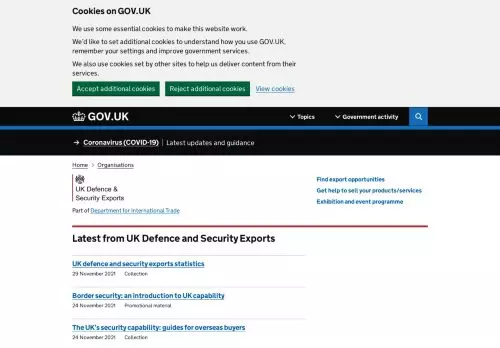 Cookies on GOV.UK
We use some essential cookies to make this website work.
We'd like to set additional cookies to understand how you use GOV.UK,
remember your settings and improve government services.
We also use cookies set by other sites to help us deliver content from their
services.
Accept additional cookies Reject additional cookies View cookies
GOV.UK Topics Government activity
→ Coronavirus (COVID-19) Latest updates and guidance
Home > Organisations
UK Defence &
Security Exports
Part of Department for International Trade
Find export opportunities
Get help to sell your products/services
Exhibition and event programme
Latest from UK Defence and Security Exports
UK defence and security exports statistics
29 November 2021 Collection
Border security: an introduction to UK capability
24 November 2021 Promotional material
The UK's security capability: guides for overseas buyers
24 November 2021 Collection